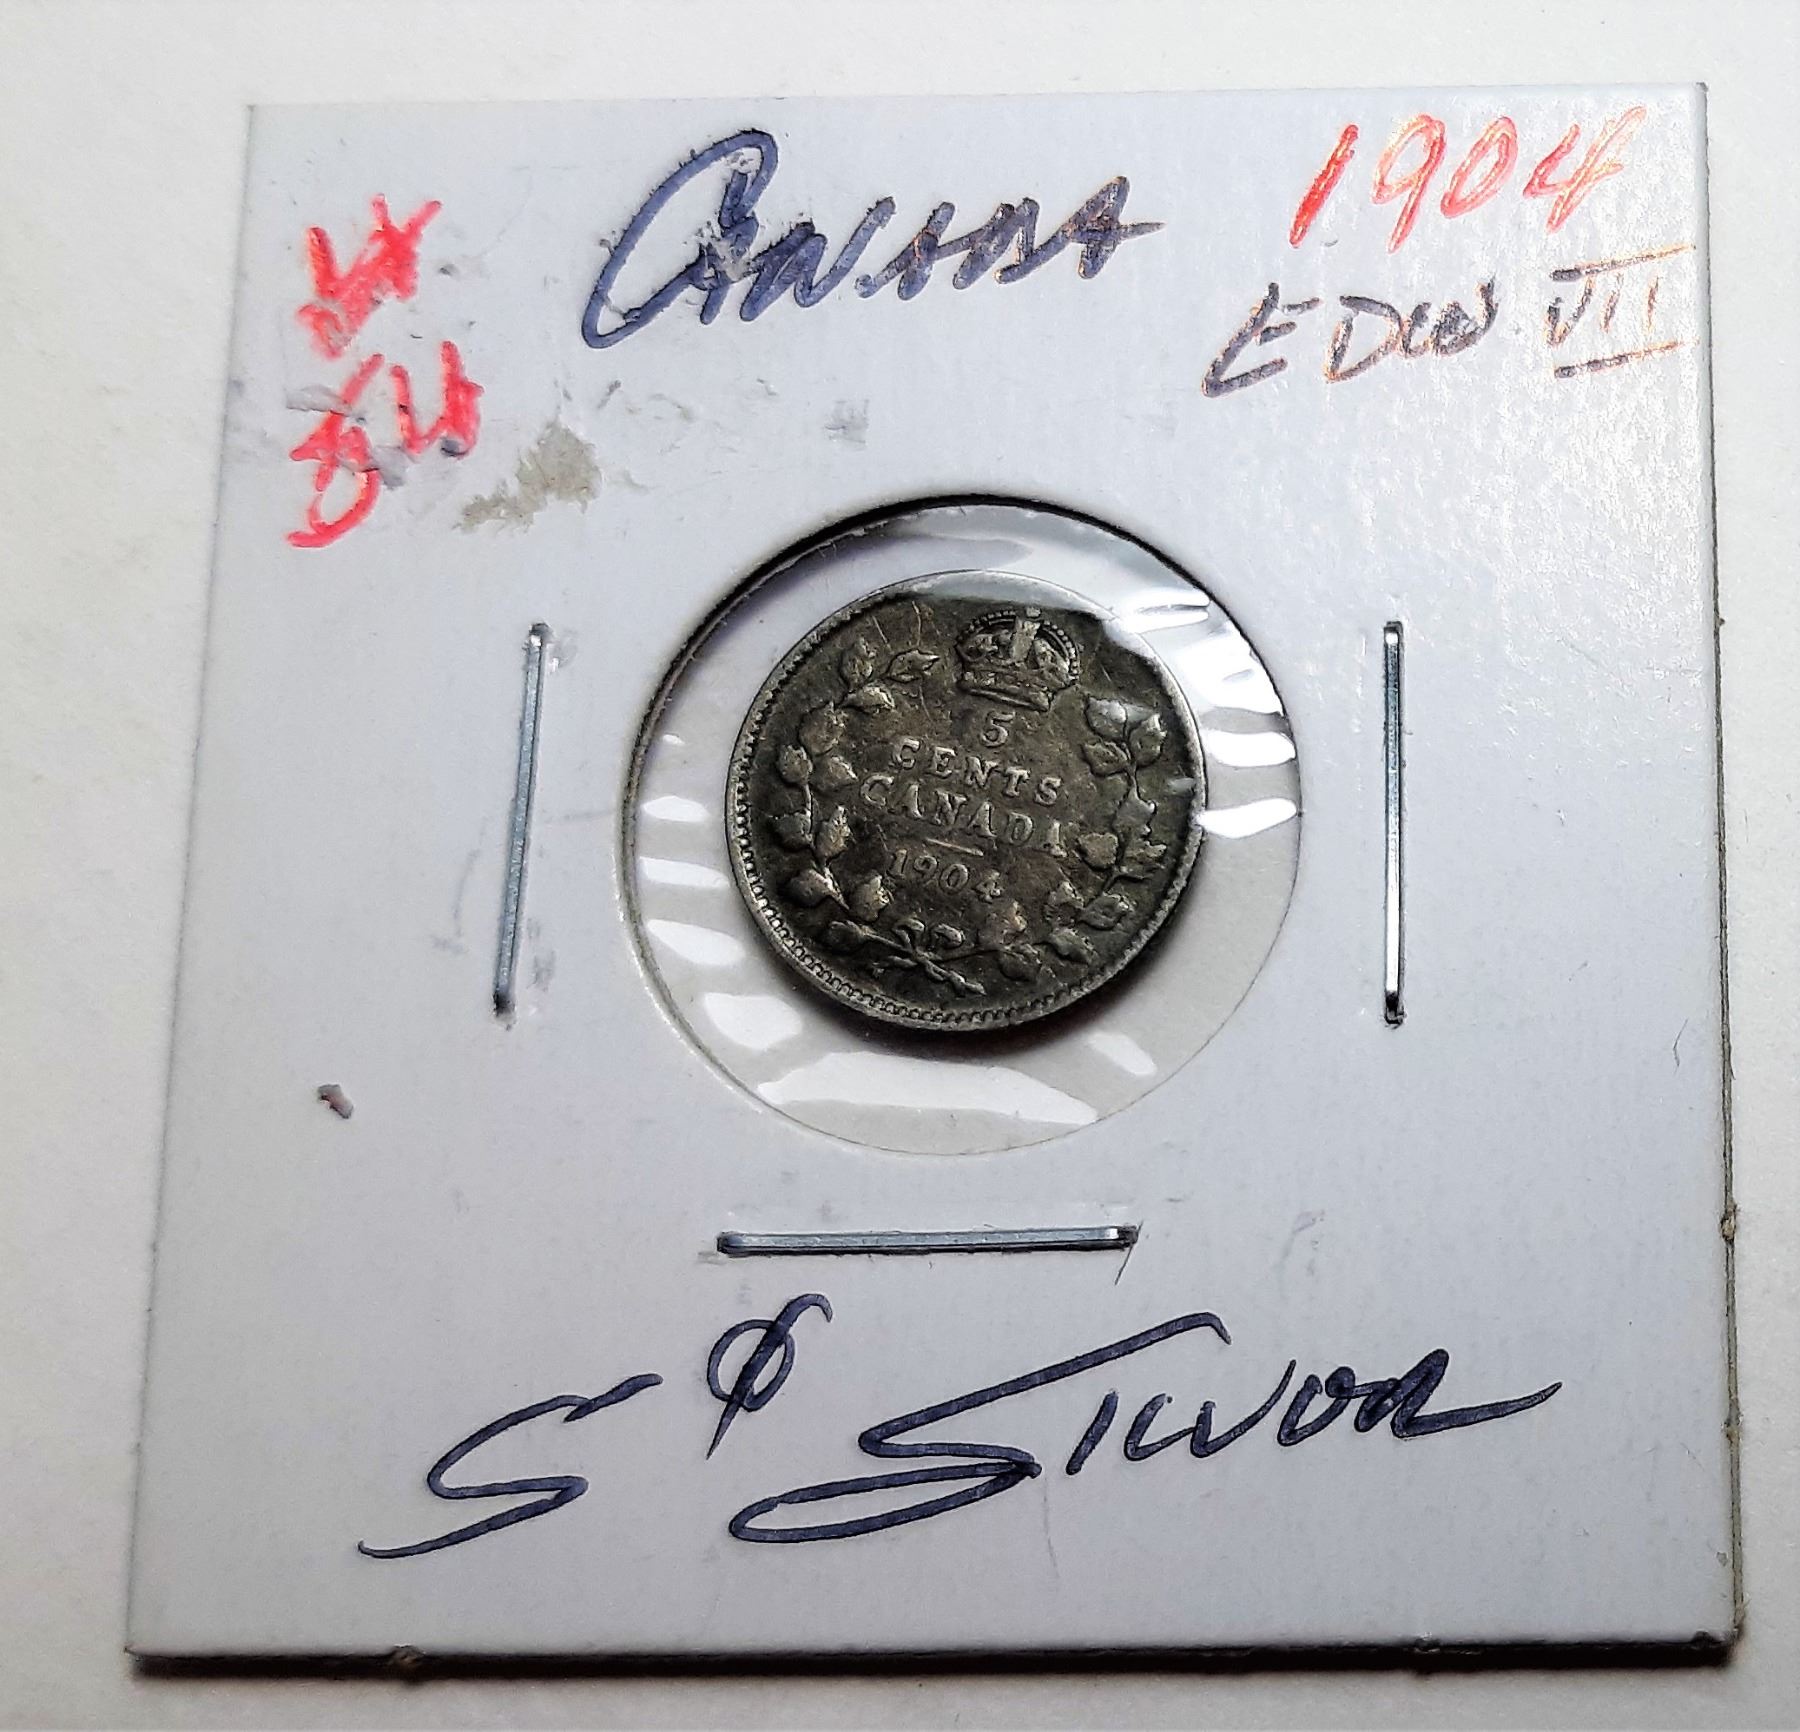 CANADA 1904
EDW VII
5
CENTS
CANADA
1904
5¢ SILVER